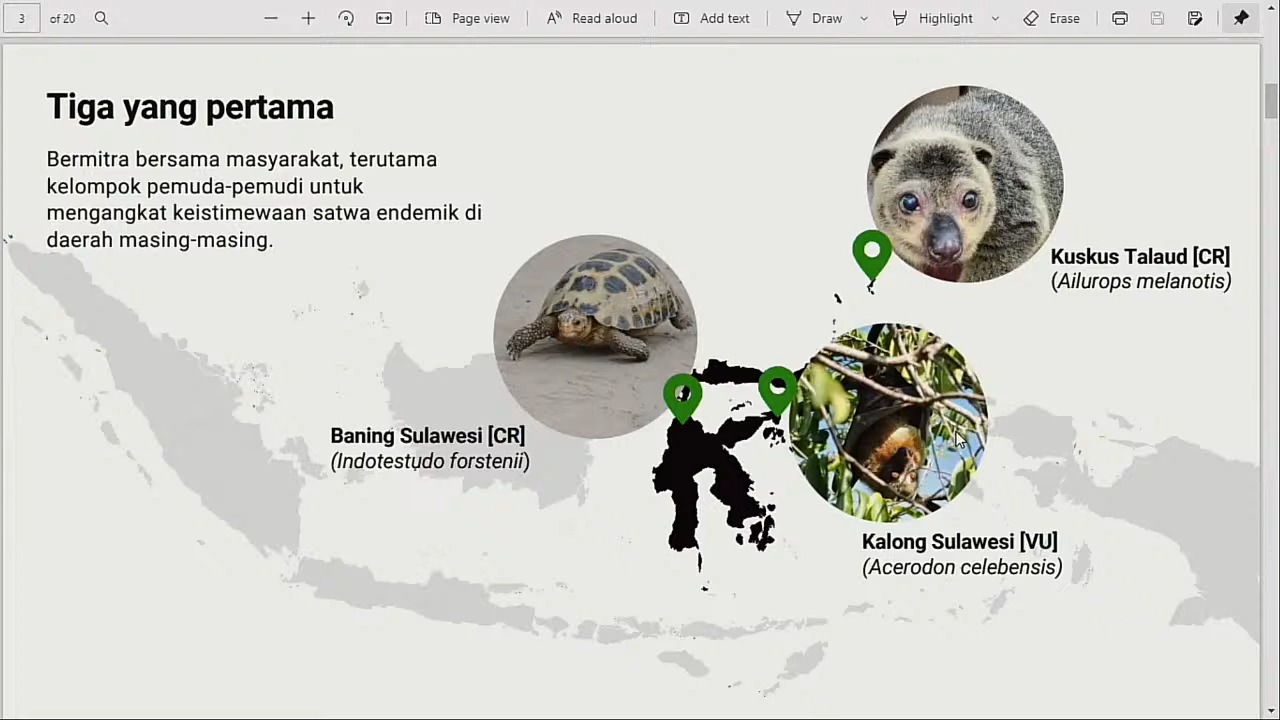 3 of 20 Page view Read aloud Add text Draw Highlight Erase
Tiga yang pertama
Bermitra bersama masyarakat, terutama
kelompok pemuda-pemudi untuk
mengangkat keistimewaan satwa endemik di
daerah masing-masing.
Kuskus Talaud [CR]
(Ailurops melanotis)
Baning Sulawesi [CR]
(Indotestudo forstenii)
Kalong Sulawesi [VU]
(Acerodon celebensis)